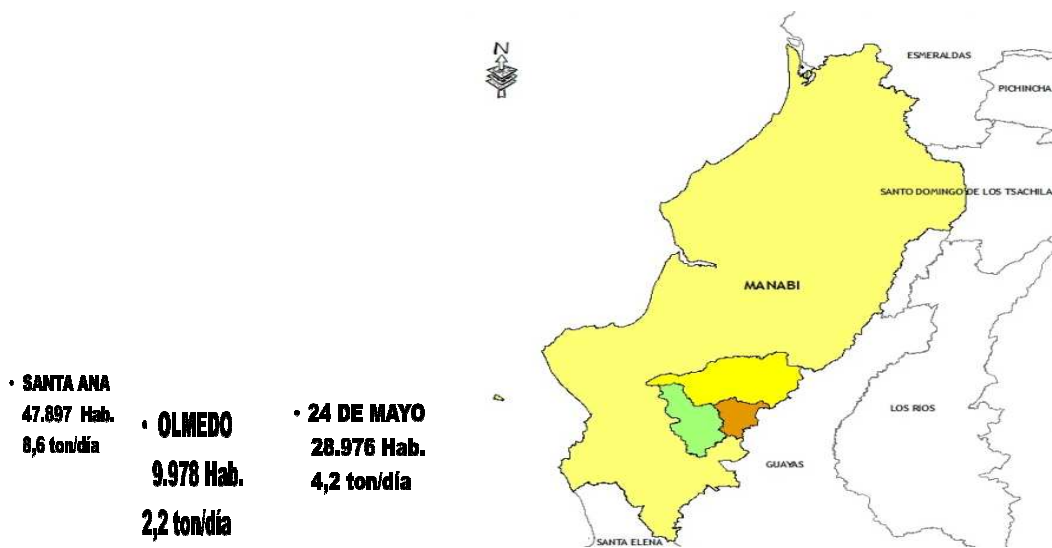 N
ESMERALDAS
PICHINCHA
SANTO DOMINGO DE LOS TSACHILA
MANABI
LOS RIOS
GUAYAS
SANTA ELENA
• SANTA ANA
47.897 Hab.
8,6 ton/día
• OLMEDO
9.978 Hab.
2,2 ton/día
• 24 DE MAYO
28.976 Hab.
4,2 ton/día